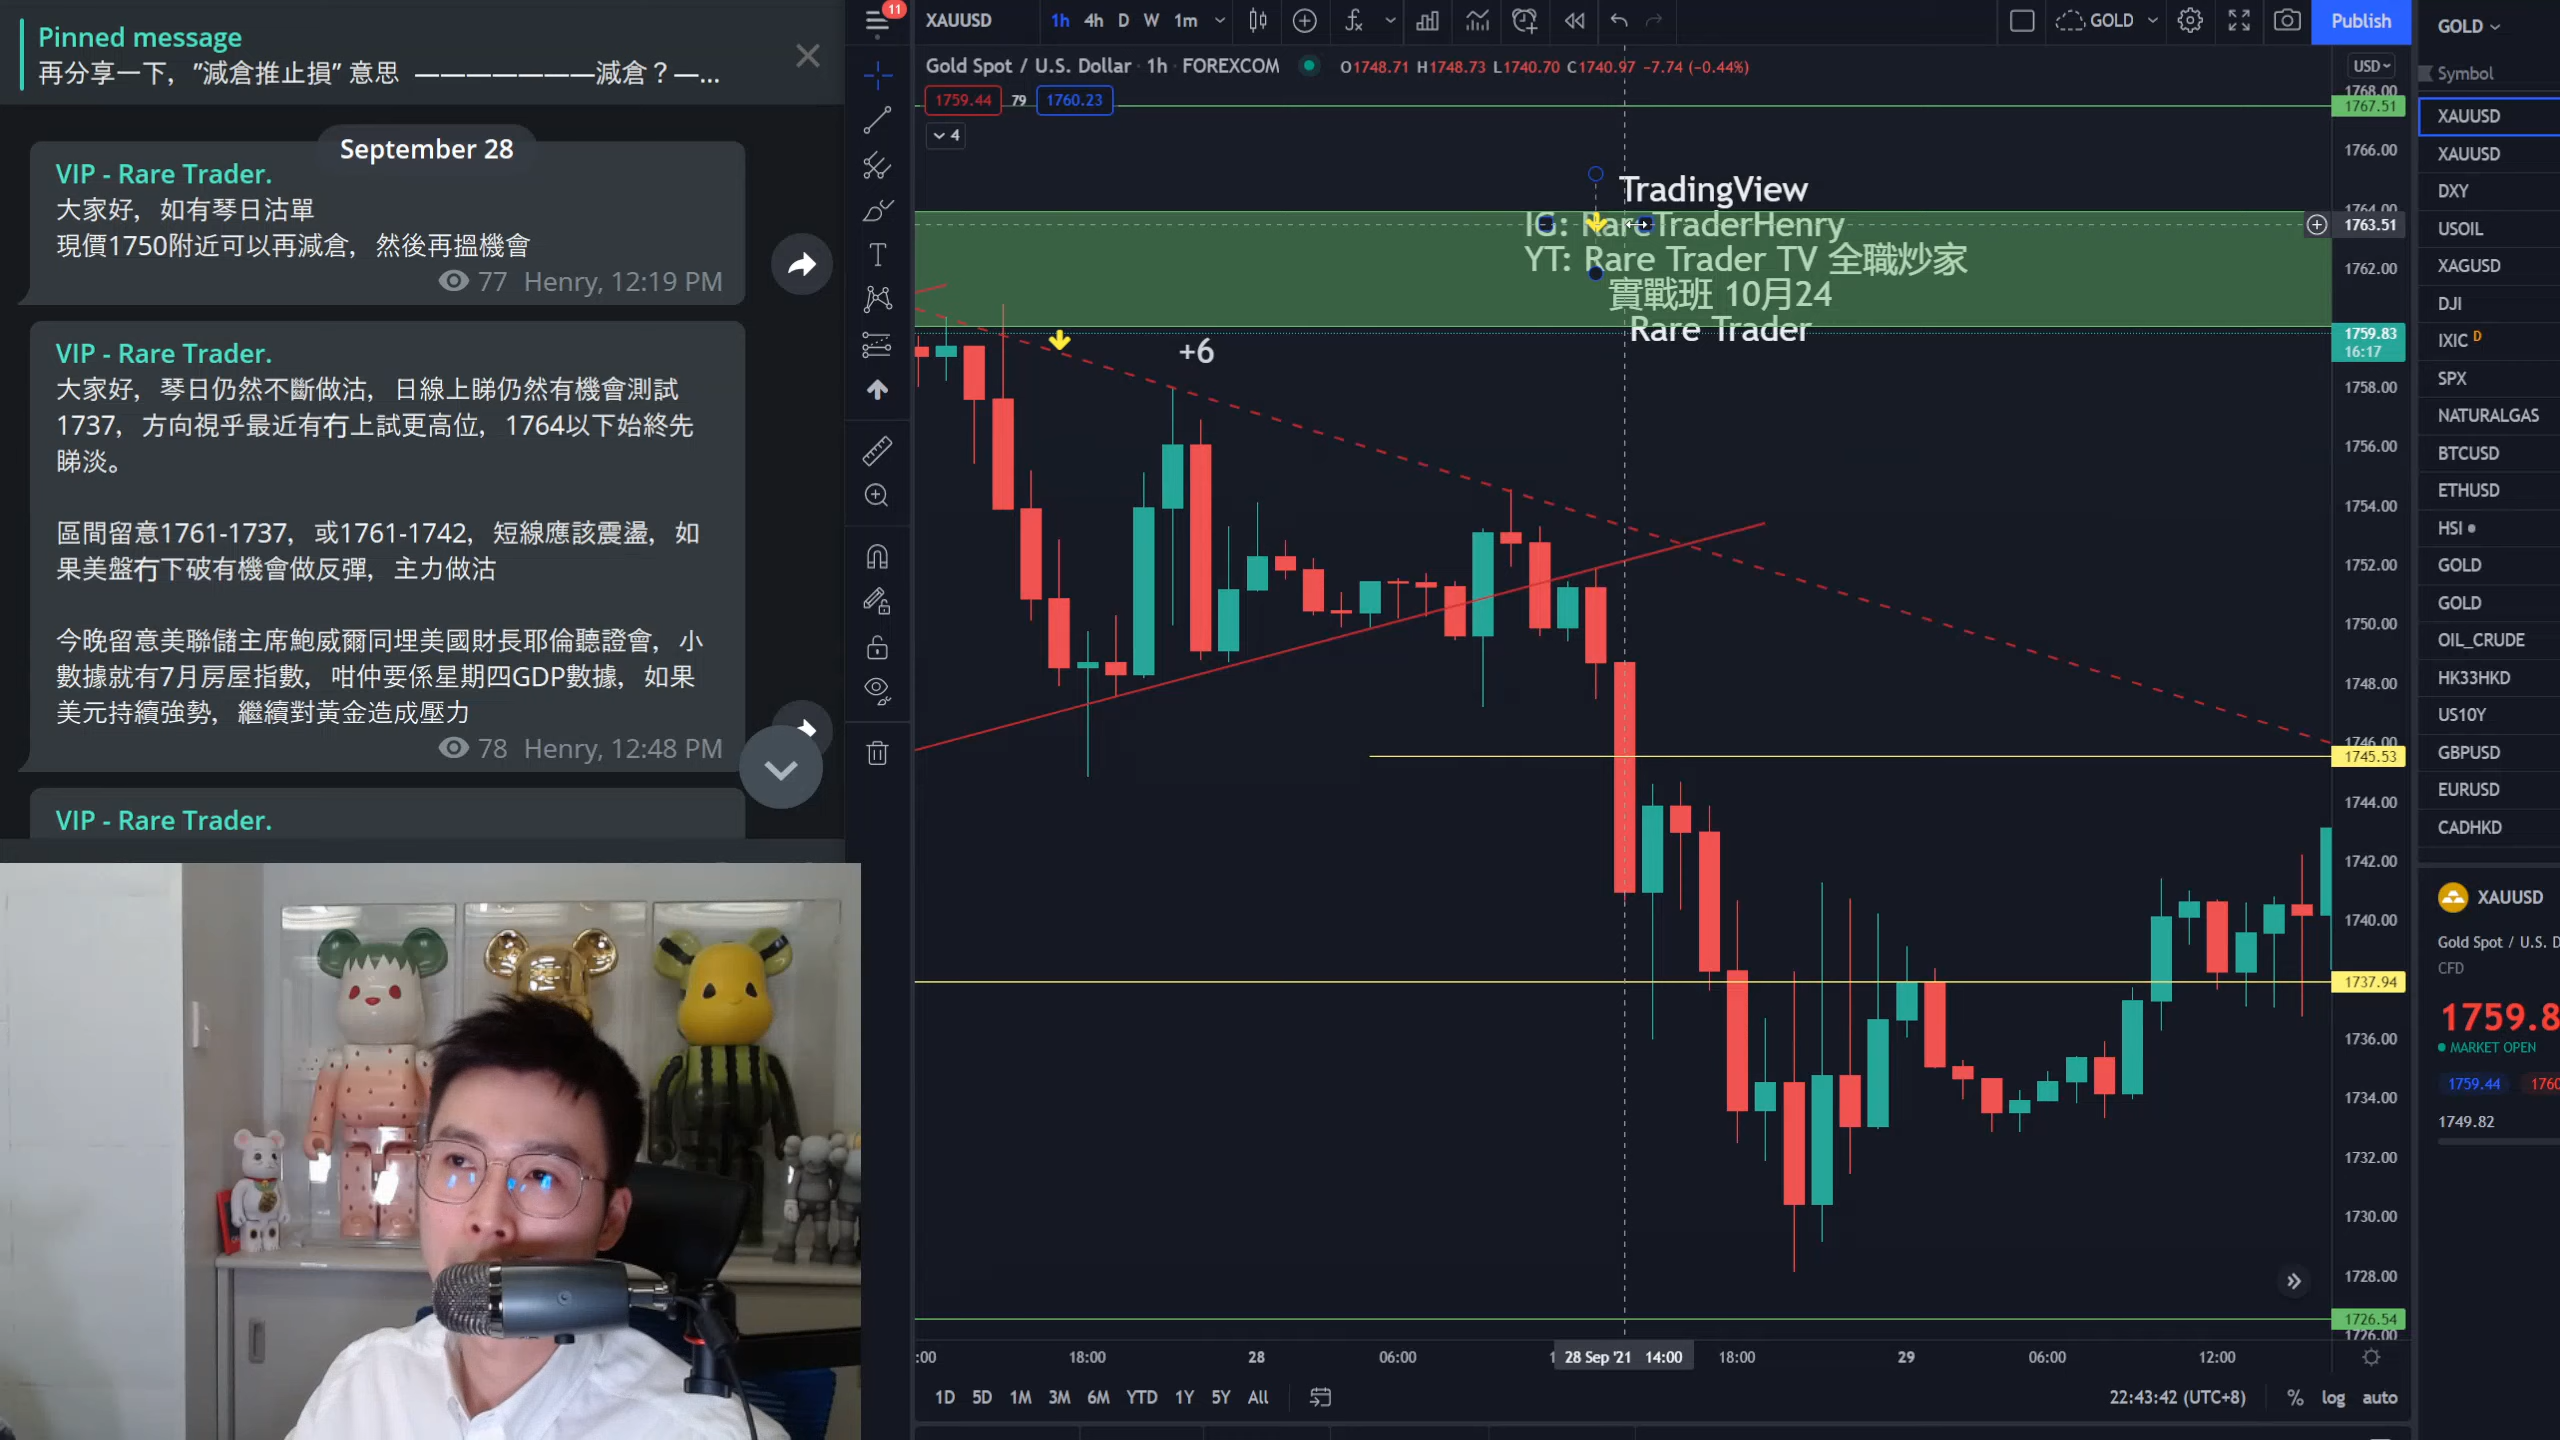 Pinned message
再分享一下，”減倉推止損” 意思 ———————減倉？—...
September 28
VIP - Rare Trader.
大家好，如有琴日沽單
現價1750附近可以再減倉，然後再搵機會
77 Henry, 12:19 PM
VIP - Rare Trader.
大家好，琴日仍然不斷做沽，日線上睇仍然有機會測試
1737，方向視乎最近有冇上試更高位，1764以下始終先
睇淡。
區間留意1761-1737，或1761-1742，短線應該震盪，如
果美盤冇下破有機會做反彈，主力做沽
今晚留意美聯儲主席鮑威爾同埋美國財長耶倫聽證會，小
數據就有7月房屋指數，咁仲要係星期四GDP數據，如果
美元持續強勢，繼續對黃金造成壓力
78 Henry, 12:48 PM
VIP - Rare Trader.
11
XAUUSD 1h 4h D W 1m
GOLD
Publish
Gold Spot / U.S. Dollar · 1h · FOREXCOM
O1748.71 H1748.73 L1740.70 C1740.97 -7.74 (-0.44%)
1759.44 79 1760.23
4
TradingView
IG: RareTraderHenry
YT: Rare Trader TV 全職炒家
實戰班 10月24
Rare Trader
+6
USD
1768.00
1767.51
1766.00
1764.00
1763.51
1762.00
1759.83
16:17
1758.00
1756.00
1754.00
1752.00
1750.00
1748.00
1746.00
1745.53
1744.00
1742.00
1740.00
1737.94
1736.00
1734.00
1732.00
1730.00
1728.00
1726.54
1726.00
:00 18:00 28 06:00 1 28 Sep '21 14:00 18:00 29 06:00 12:00
1D 5D 1M 3M 6M YTD 1Y 5Y All
22:43:42 (UTC+8) % log auto
GOLD
Symbol
XAUUSD
XAUUSD
DXY
USOIL
XAGUSD
DJI
IXIC D
SPX
NATURALGAS
BTCUSD
ETHUSD
HSI
GOLD
GOLD
OIL_CRUDE
HK33HKD
US10Y
GBPUSD
EURUSD
CADHKD
XAUUSD
Gold Spot / U.S. D
CFD
1759.8
MARKET OPEN
1759.44 1760
1749.82